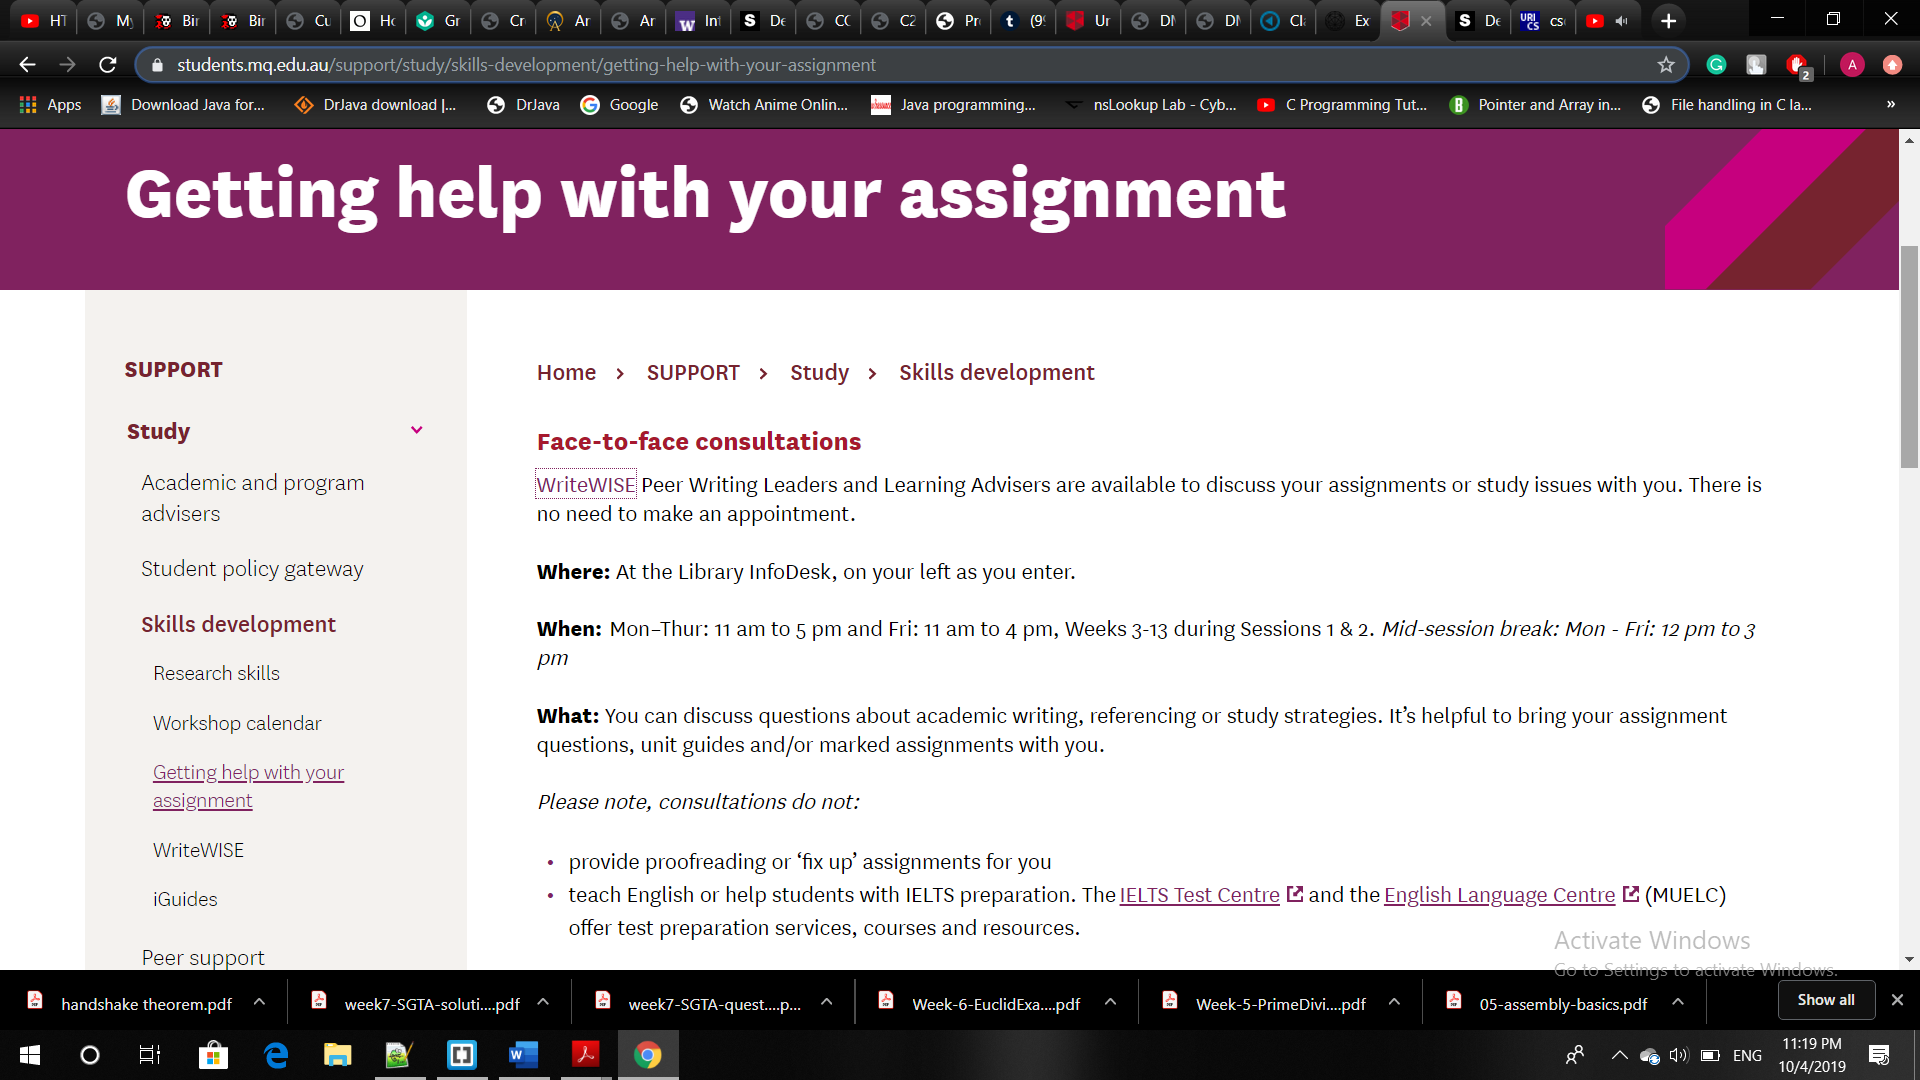 HT
My
Bir
Bir
Cu
Ho
Gr
Cr
Ar
Ar
Int
De
CC
C2
Pr
(9
Ur
DN
DN
Cla
Ex
De
cs
students.mq.edu.au/support/study/skills-development/getting-help-with-your-assignment
2
A
Apps
Download Java for...
DrJava download |...
DrJava
Google
Watch Anime Onlin...
Java programming...
nsLookup Lab - Cyb...
C Programming Tut...
Pointer and Array in...
File handling in C la...
»
Getting help with your assignment
SUPPORT
Study
Academic and program
advisers
Student policy gateway
Skills development
Research skills
Workshop calendar
Getting help with your
assignment
WriteWISE
iGuides
Peer support
Home > SUPPORT > Study > Skills development
Face-to-face consultations
WriteWISE Peer Writing Leaders and Learning Advisers are available to discuss your assignments or study issues with you. There is
no need to make an appointment.
Where: At the Library InfoDesk, on your left as you enter.
When: Mon–Thur: 11 am to 5 pm and Fri: 11 am to 4 pm, Weeks 3-13 during Sessions 1 & 2. Mid-session break: Mon - Fri: 12 pm to 3
pm
What: You can discuss questions about academic writing, referencing or study strategies. It’s helpful to bring your assignment
questions, unit guides and/or marked assignments with you.
Please note, consultations do not:
• provide proofreading or ‘fix up’ assignments for you
• teach English or help students with IELTS preparation. The IELTS Test Centre and the English Language Centre (MUELC)
offer test preparation services, courses and resources.
Activate Windows
Go to Settings to activate Windows.
handshake theorem.pdf
week7-SGTA-soluti....pdf
week7-SGTA-quest....p...
Week-6-EuclidExa....pdf
Week-5-PrimeDivi....pdf
05-assembly-basics.pdf
Show all
ENG
11:19 PM
10/4/2019